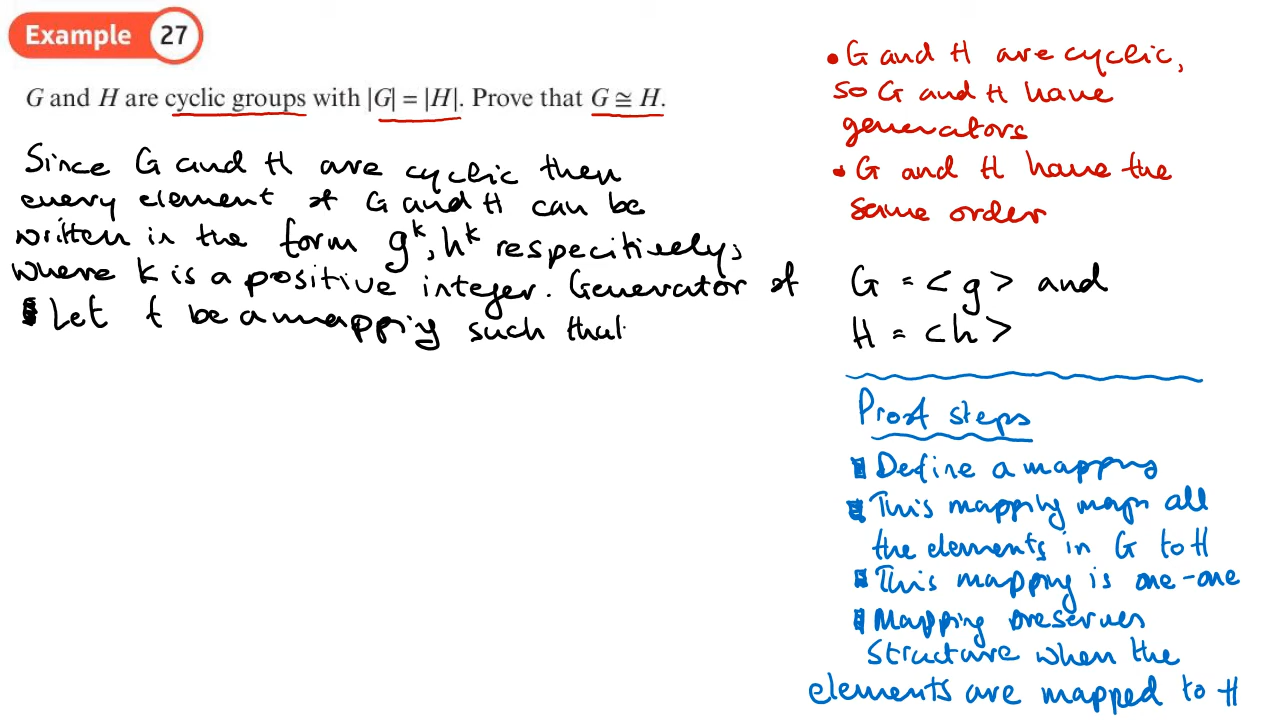 Example 27
G and H are cyclic groups with |G| = |H|. Prove that G ≅ H.
Since G and H are cyclic then
every element of G and H can be
written in the form g^k, h^k respecitively,
where k is a positive integer. Generator of G = <g> and
H = <h>
Let f be a mapping such that
• G and H are cyclic,
so G and H have
generators
• G and H have the
same order
Proof steps
Define a mapping
This mapping maps all
the elements in G to H
This mapping is one-one
Mapping preserves
structure when the
elements are mapped to H